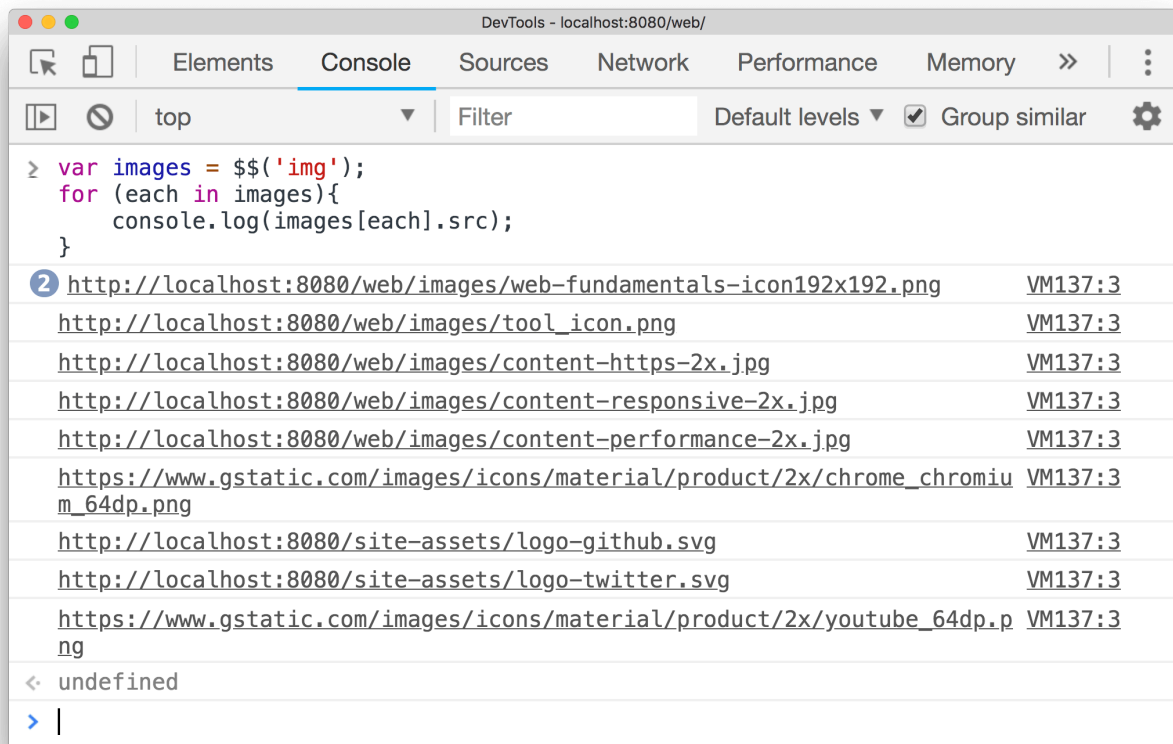 DevTools - localhost:8080/web/
Elements Console Sources Network Performance Memory »
top Filter Default levels Group similar
var images = $$('img');
for (each in images){
    console.log(images[each].src);
}
2 http://localhost:8080/web/images/web-fundamentals-icon192x192.png VM137:3
http://localhost:8080/web/images/tool_icon.png VM137:3
http://localhost:8080/web/images/content-https-2x.jpg VM137:3
http://localhost:8080/web/images/content-responsive-2x.jpg VM137:3
http://localhost:8080/web/images/content-performance-2x.jpg VM137:3
https://www.gstatic.com/images/icons/material/product/2x/chrome_chromiu VM137:3
m_64dp.png
http://localhost:8080/site-assets/logo-github.svg VM137:3
http://localhost:8080/site-assets/logo-twitter.svg VM137:3
https://www.gstatic.com/images/icons/material/product/2x/youtube_64dp.p VM137:3
ng
undefined